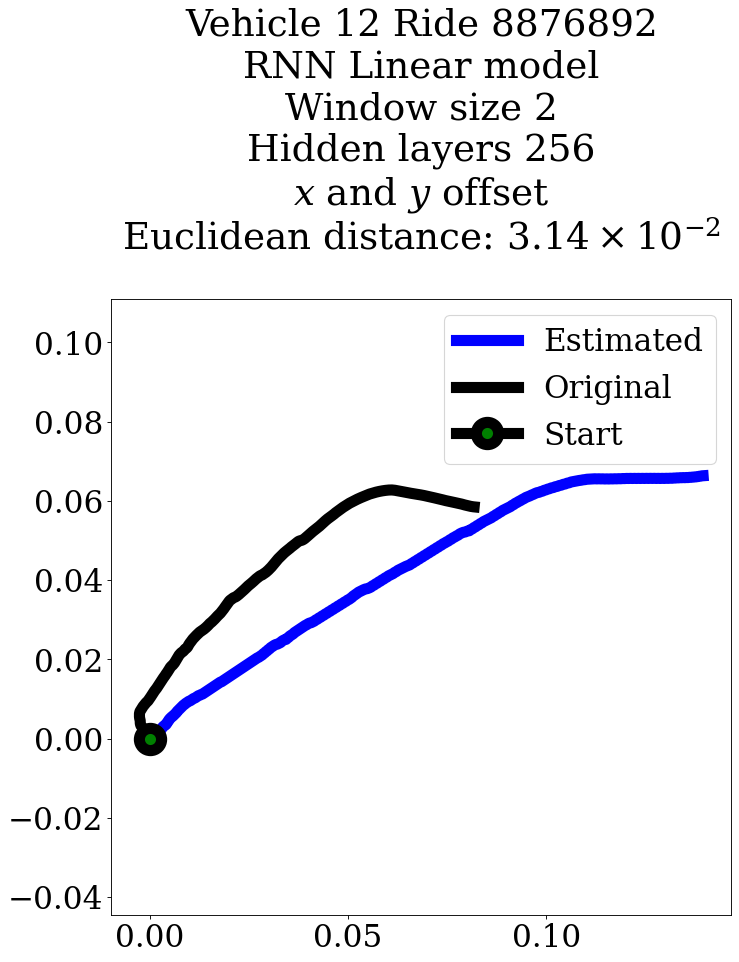 Vehicle 12 Ride 8876892
RNN Linear model
Window size 2
Hidden layers 256
x and y offset
Euclidean distance: 3.14 × 10⁻²
Estimated
Original
Start
0.10
0.08
0.06
0.04
0.02
0.00
−0.02
−0.04
0.00 0.05 0.10